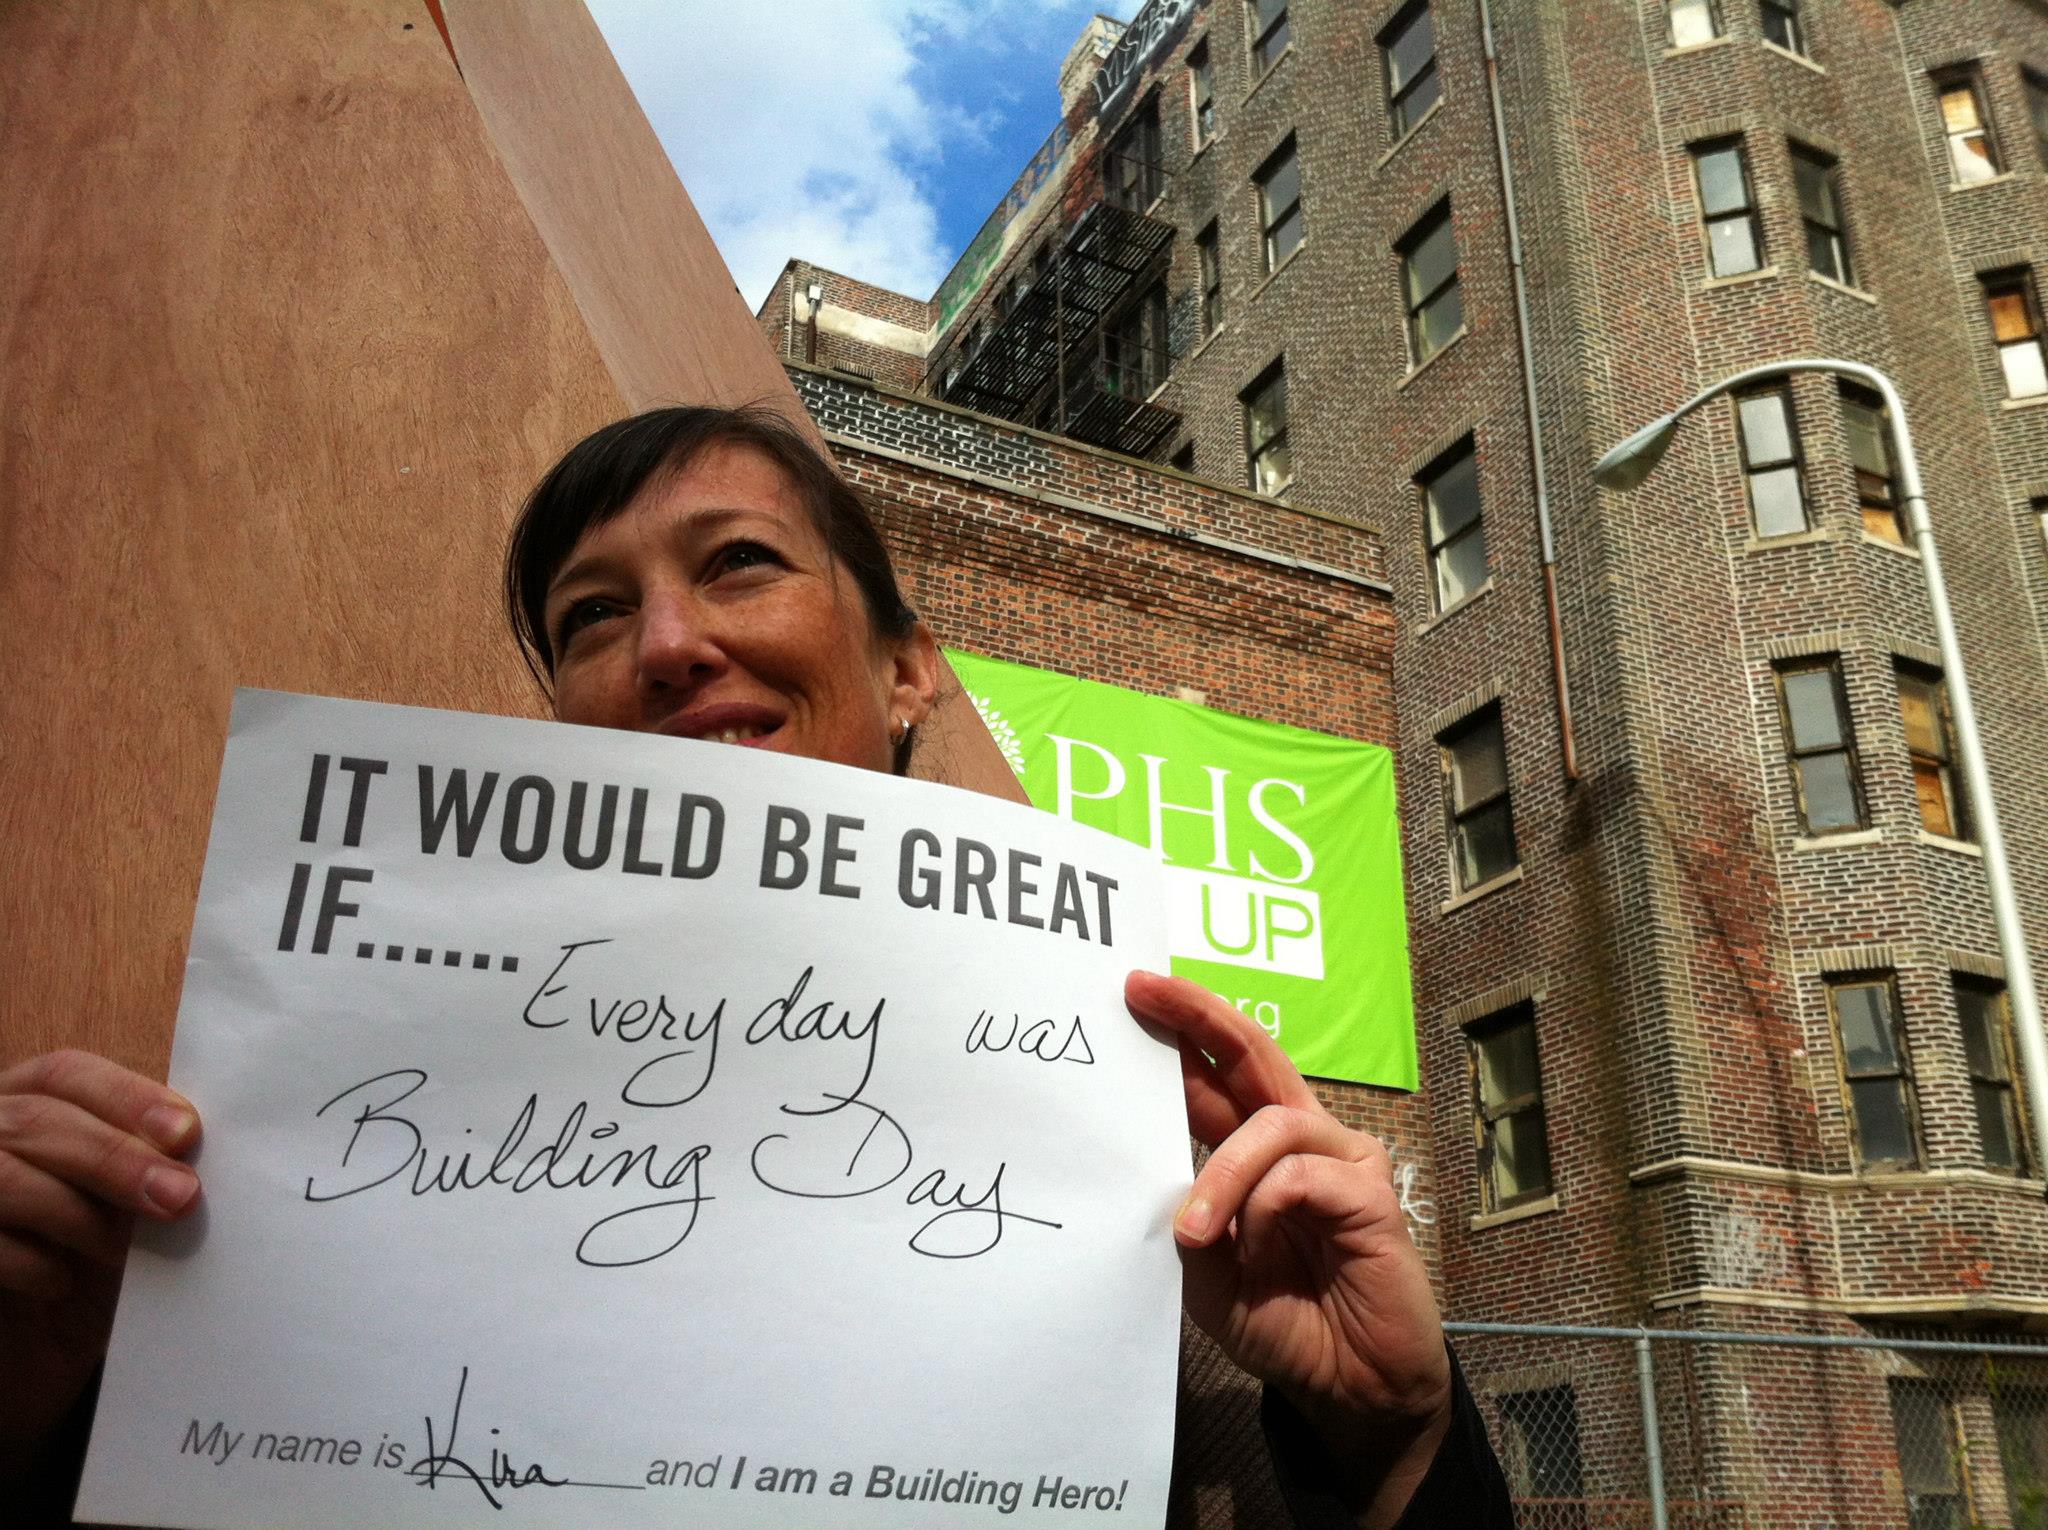 IT WOULD BE GREAT
IF...... Every day was
Building Day
My name is Kira and I am a Building Hero!
PHS
UP
org